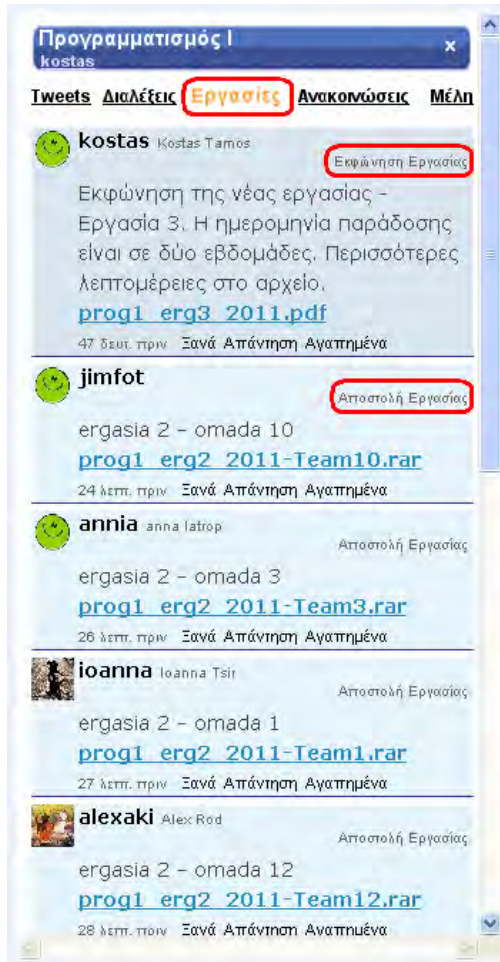 Προγραμματισμός Ι
×
kostas
Tweets Διαλέξεις Εργασίες Ανακοινώσεις Μέλη
kostas Kostas Tamos
Εκφώνηση Εργασίας
Εκφώνηση της νέας εργασίας –
Εργασία 3. Η ημερομηνία παράδοσης
είναι σε δύο εβδομάδες. Περισσότερες
λεπτομέρειες στο αρχείο.
prog1_erg3_2011.pdf
47 δευτ. πριν Ξανά Απάντηση Αγαπημένα
jimfot
Αποστολή Εργασίας
ergasia 2 – omada 10
prog1_erg2_2011-Team10.rar
24 λεπτ. πριν Ξανά Απάντηση Αγαπημένα
annia anna Iatrop
Αποστολή Εργασίας
ergasia 2 – omada 3
prog1_erg2_2011-Team3.rar
26 λεπτ. πριν Ξανά Απάντηση Αγαπημένα
ioanna Ioanna Tsir
Αποστολή Εργασίας
ergasia 2 – omada 1
prog1_erg2_2011-Team1.rar
27 λεπτ. πριν Ξανά Απάντηση Αγαπημένα
alexaki Alex Rod
Αποστολή Εργασίας
ergasia 2 – omada 12
prog1_erg2_2011-Team12.rar
28 λεπτ. πριν Ξανά Απάντηση Αγαπημένα